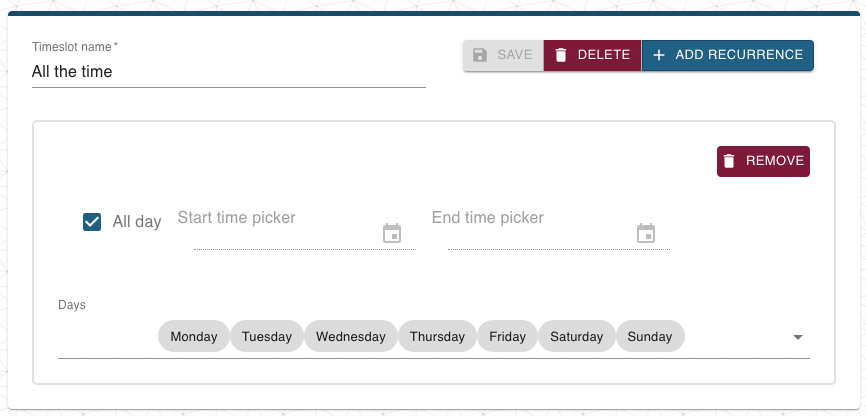 Timeslot name*
All the time
SAVE DELETE ADD RECURRENCE
REMOVE
All day Start time picker End time picker
Days
Monday Tuesday Wednesday Thursday Friday Saturday Sunday